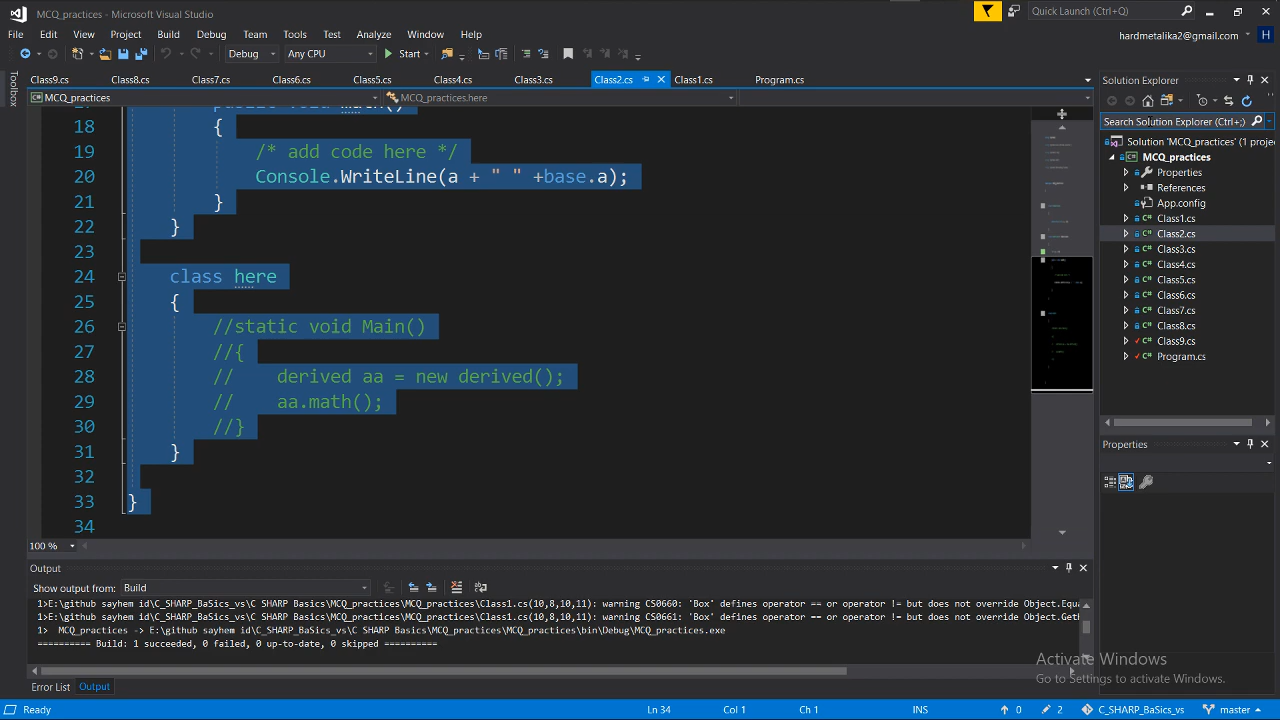 MCQ_practices - Microsoft Visual Studio
Quick Launch (Ctrl+Q)
File Edit View Project Build Debug Team Tools Test Analyze Window Help
hardmetalika2@gmail.com H
Debug Any CPU Start
Toolbox
Class9.cs Class8.cs Class7.cs Class6.cs Class5.cs Class4.cs Class3.cs Class2.cs Class1.cs Program.cs
MCQ_practices MCQ_practices.here
18 {
19 /* add code here */
20 Console.WriteLine(a + " " +base.a);
21 }
22 }
23
24 class here
25 {
26 //static void Main()
27 //{
28 // derived aa = new derived();
29 // aa.math();
30 //}
31 }
32
33 }
34
100 %
Solution Explorer
Search Solution Explorer (Ctrl+;)
Solution 'MCQ_practices' (1 proje
MCQ_practices
Properties
References
App.config
Class1.cs
Class2.cs
Class3.cs
Class4.cs
Class5.cs
Class6.cs
Class7.cs
Class8.cs
Class9.cs
Program.cs
Properties
Output
Show output from: Build
1>E:\github sayhem id\C_SHARP_BaSics_vs\C SHARP Basics\MCQ_practices\MCQ_practices\Class1.cs(10,8,10,11): warning CS0660: 'Box' defines operator == or operator != but does not override Object.Equa
1>E:\github sayhem id\C_SHARP_BaSics_vs\C SHARP Basics\MCQ_practices\MCQ_practices\Class1.cs(10,8,10,11): warning CS0661: 'Box' defines operator == or operator != but does not override Object.GetH
1> MCQ_practices -> E:\github sayhem id\C_SHARP_BaSics_vs\C SHARP Basics\MCQ_practices\MCQ_practices\bin\Debug\MCQ_practices.exe
========== Build: 1 succeeded, 0 failed, 0 up-to-date, 0 skipped ==========
Activate Windows
Go to Settings to activate Windows.
Error List Output
Ready Ln 34 Col 1 Ch 1 INS 0 2 C_SHARP_BaSics_vs master